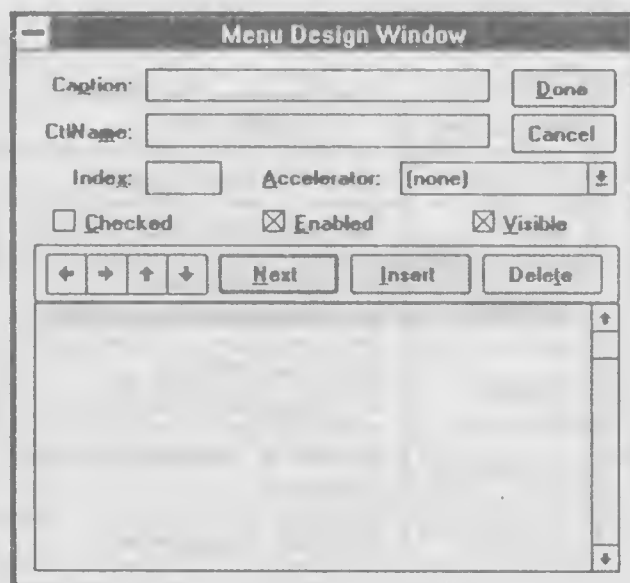 Menu Design Window
Caption:
Done
CtlName:
Cancel
Index:
Accelerator: (none)
Checked Enabled Visible
Next Insert Delete